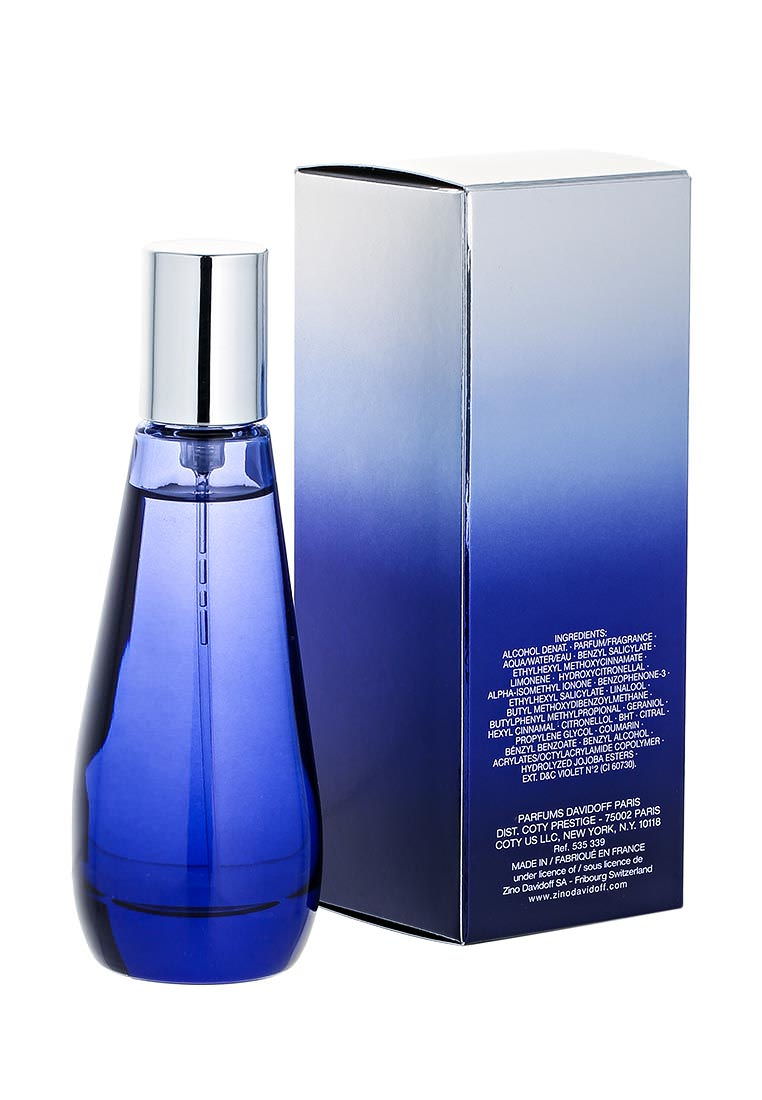 INGREDIENTS:
ALCOHOL DENAT. · PARFUM/FRAGRANCE ·
AQUA/WATER/EAU · BENZYL SALICYLATE ·
ETHYLHEXYL METHOXYCINNAMATE ·
LIMONENE · HYDROXYCITRONELLAL ·
ALPHA-ISOMETHYL IONONE · BENZOPHENONE-3 ·
ETHYLHEXYL SALICYLATE · LINALOOL ·
BUTYL METHOXYDIBENZOYLMETHANE ·
BUTYLPHENYL METHYLPROPIONAL · GERANIOL ·
HEXYL CINNAMAL · CITRONELLOL · BHT · CITRAL ·
PROPYLENE GLYCOL · COUMARIN ·
BENZYL BENZOATE · BENZYL ALCOHOL ·
ACRYLATES/OCTYLACRYLAMIDE COPOLYMER ·
HYDROLYZED JOJOBA ESTERS ·
EXT. D&C VIOLET N°2 (CI 60730).
PARFUMS DAVIDOFF PARIS
DIST. COTY PRESTIGE - 75002 PARIS
COTY US LLC, NEW YORK, N.Y. 10118
Ref. 535 339
MADE IN / FABRIQUÉ EN FRANCE
under licence of / sous licence de
Zino Davidoff SA - Fribourg Switzerland
www.zinodavidoff.com